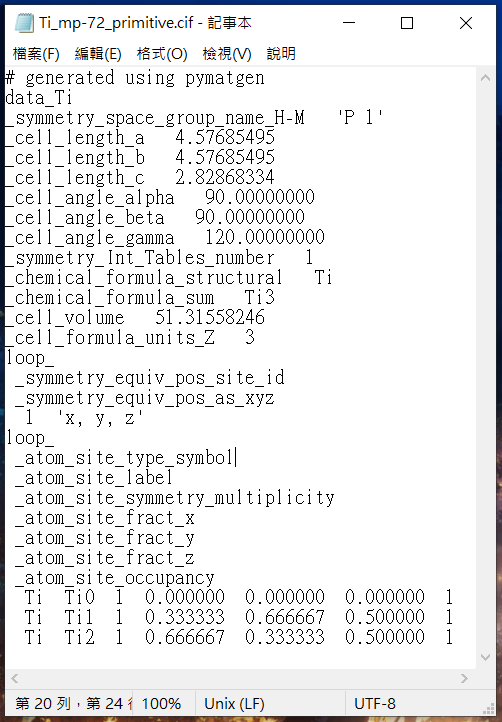 Ti_mp-72_primitive.cif - 記事本
檔案(F) 編輯(E) 格式(O) 檢視(V) 說明
# generated using pymatgen
data_Ti
_symmetry_space_group_name_H-M   'P 1'
_cell_length_a   4.57685495
_cell_length_b   4.57685495
_cell_length_c   2.82868334
_cell_angle_alpha   90.00000000
_cell_angle_beta   90.00000000
_cell_angle_gamma   120.00000000
_symmetry_Int_Tables_number   1
_chemical_formula_structural   Ti
_chemical_formula_sum   Ti3
_cell_volume   51.31558246
_cell_formula_units_Z   3
loop_
 _symmetry_equiv_pos_site_id
 _symmetry_equiv_pos_as_xyz
  1  'x, y, z'
loop_
 _atom_site_type_symbol
 _atom_site_label
 _atom_site_symmetry_multiplicity
 _atom_site_fract_x
 _atom_site_fract_y
 _atom_site_fract_z
 _atom_site_occupancy
  Ti  Ti0  1  0.000000  0.000000  0.000000  1
  Ti  Ti1  1  0.333333  0.666667  0.500000  1
  Ti  Ti2  1  0.666667  0.333333  0.500000  1
第 20 列，第 24 100% Unix (LF) UTF-8